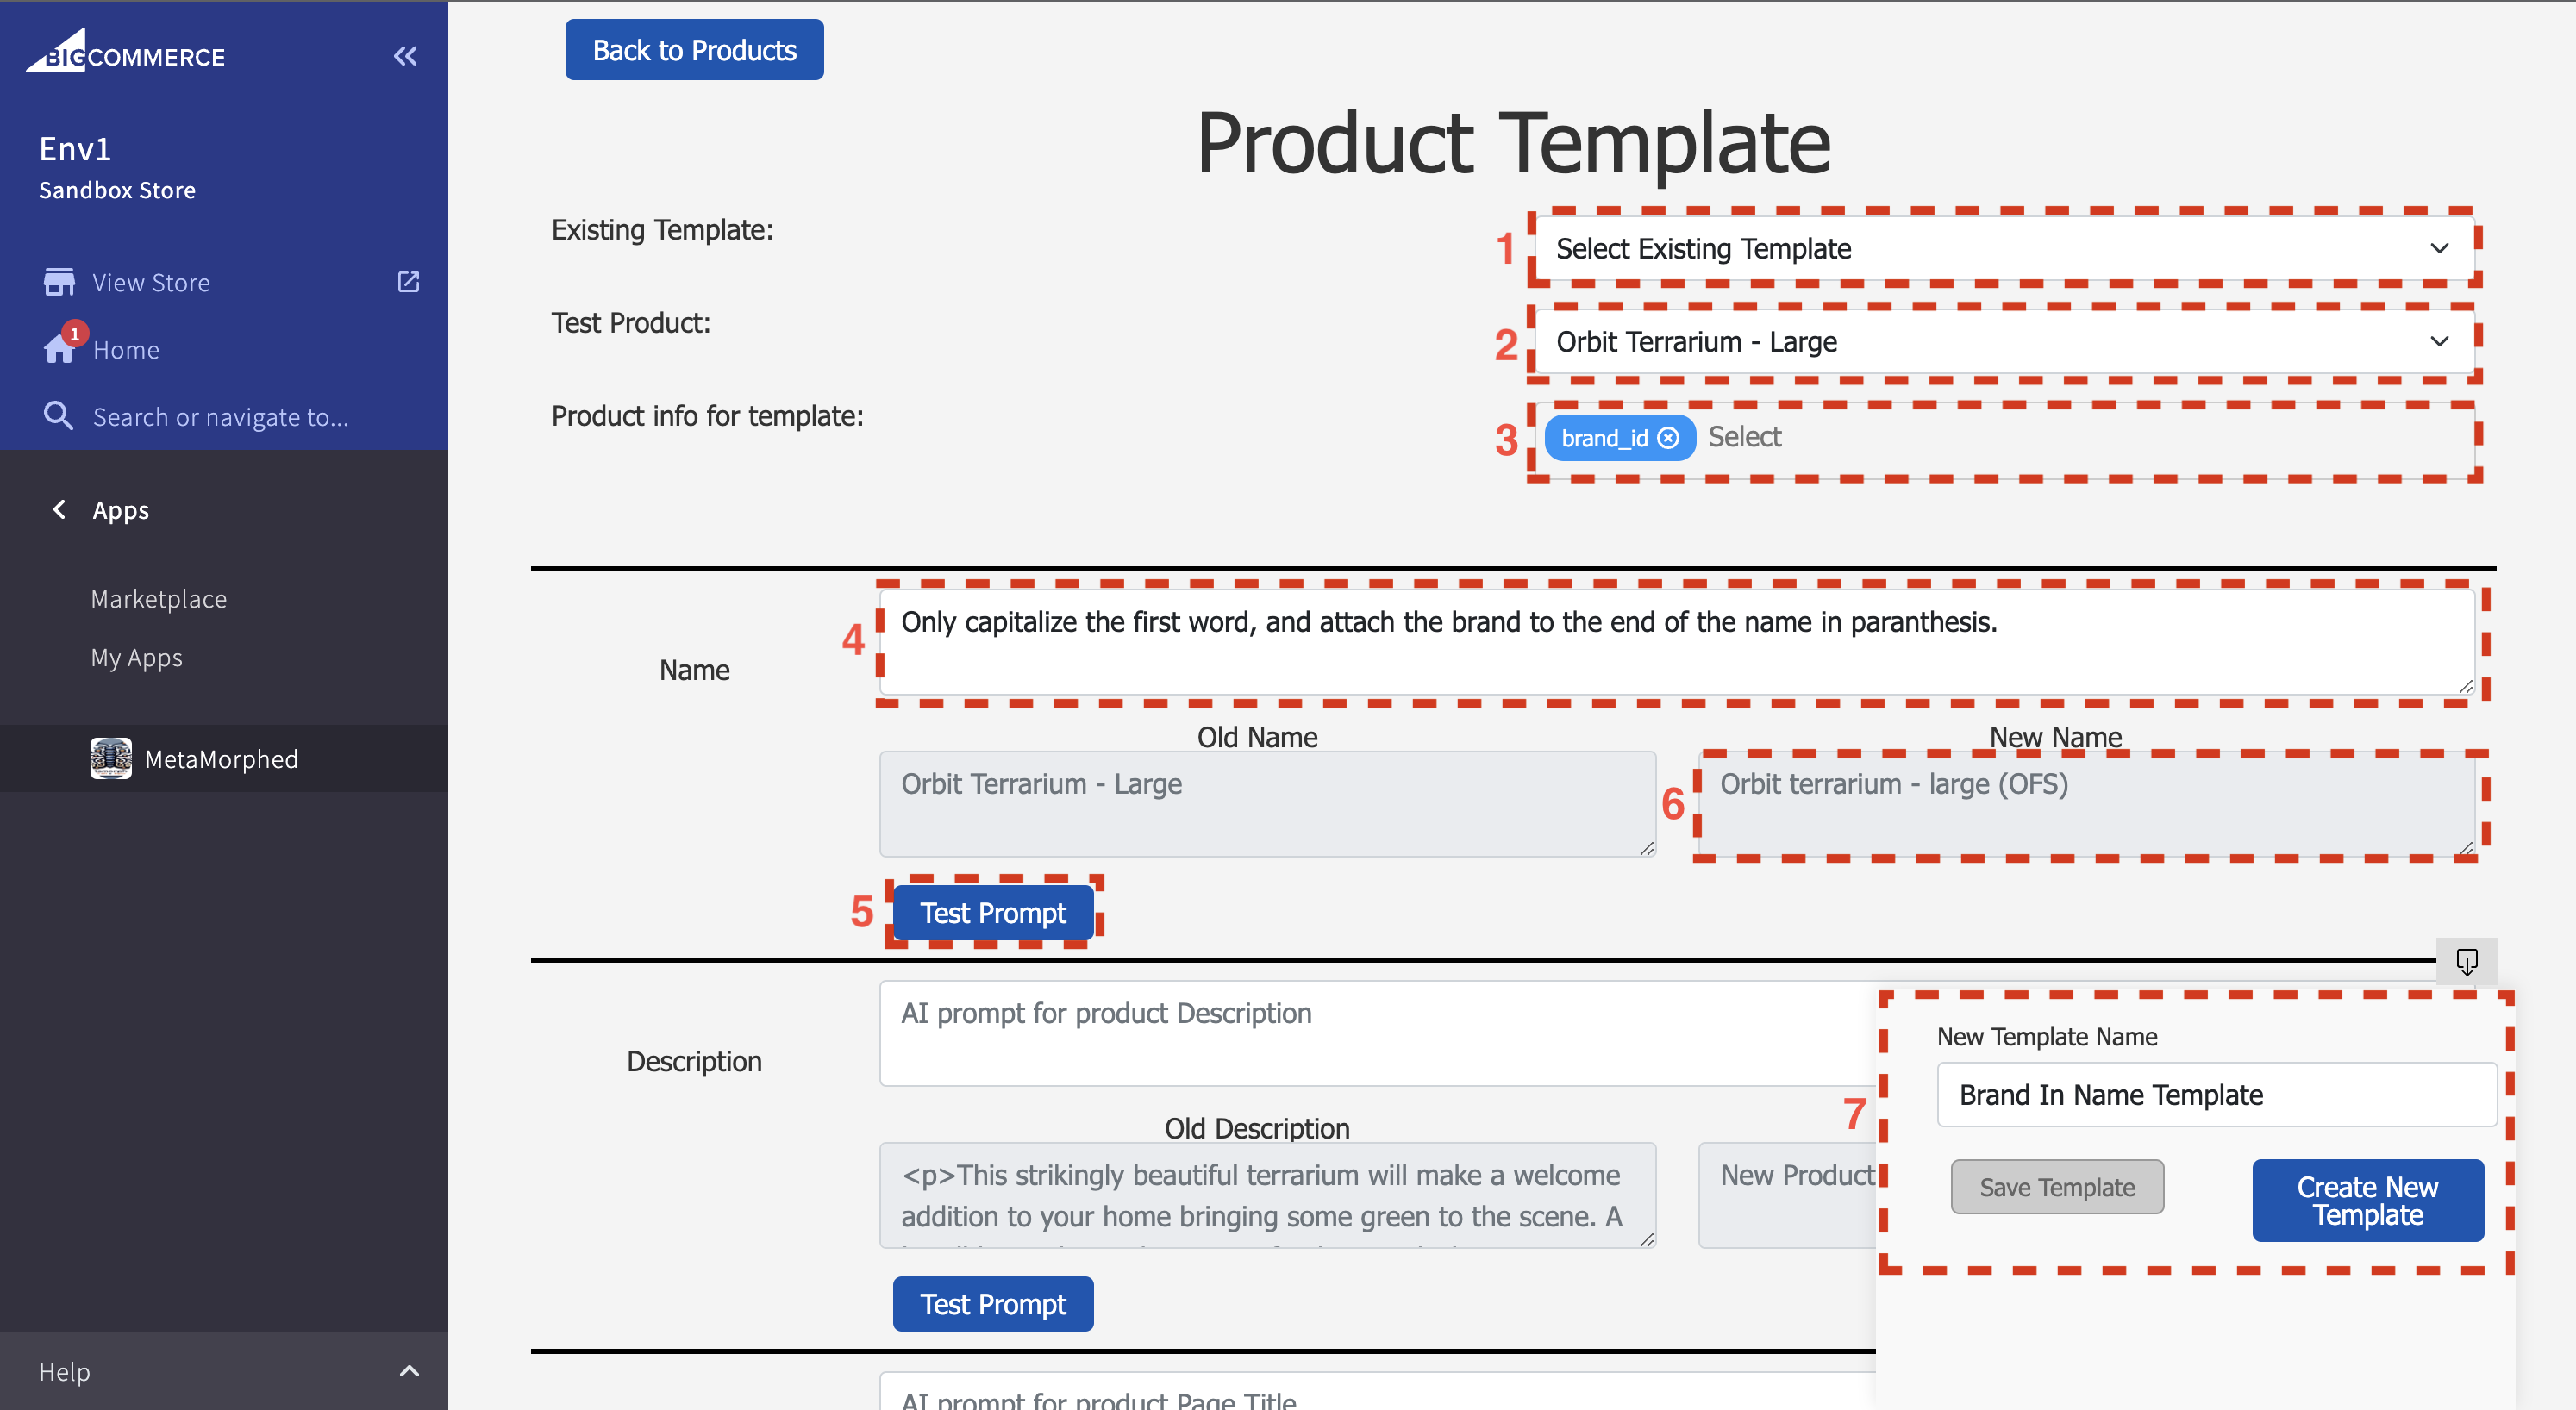 BIGCOMMERCE
Env1
Sandbox Store
View Store
1
Home
Search or navigate to...
Apps
Marketplace
My Apps
MetaMorphed
Help
Back to Products
Product Template
Existing Template:
1
Select Existing Template
Test Product:
2
Orbit Terrarium - Large
Product info for template:
3
brand_id
Select
4
Only capitalize the first word, and attach the brand to the end of the name in paranthesis.
Name
Old Name
New Name
Orbit Terrarium - Large
6
Orbit terrarium - large (OFS)
5
Test Prompt
AI prompt for product Description
Description
Old Description
<p>This strikingly beautiful terrarium will make a welcome
addition to your home bringing some green to the scene. A
New Product
Test Prompt
7
New Template Name
Brand In Name Template
Save Template
Create New
Template
AI prompt for product Page Title